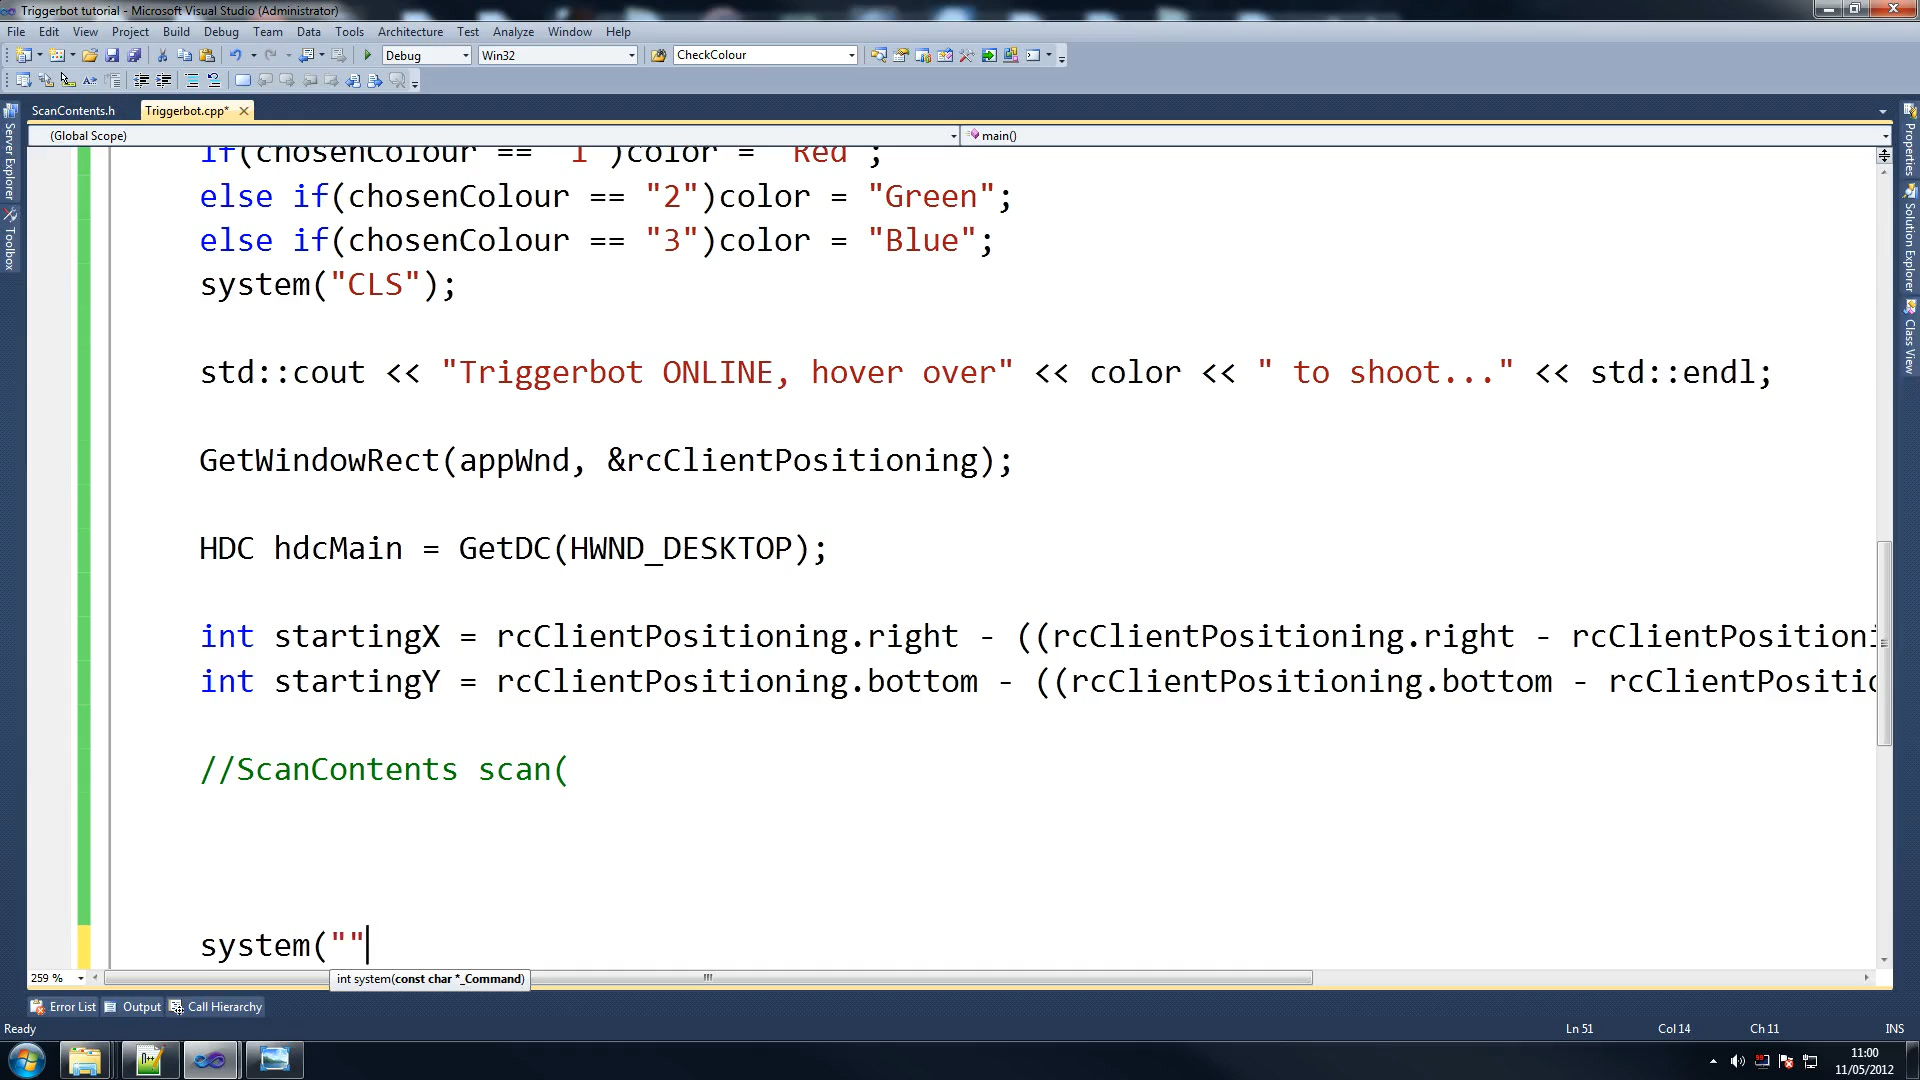 Triggerbot tutorial - Microsoft Visual Studio (Administrator)
File Edit View Project Build Debug Team Data Tools Architecture Test Analyze Window Help
Debug Win32 CheckColour
ScanContents.h Triggerbot.cpp*
(Global Scope) main()
Server Explorer
Toolbox
Properties
Solution Explorer
Class View
if(chosenColour == "1")color = "Red";
else if(chosenColour == "2")color = "Green";
else if(chosenColour == "3")color = "Blue";
system("CLS");
std::cout << "Triggerbot ONLINE, hover over" << color << " to shoot..." << std::endl;
GetWindowRect(appWnd, &rcClientPositioning);
HDC hdcMain = GetDC(HWND_DESKTOP);
int startingX = rcClientPositioning.right - ((rcClientPositioning.right - rcClientPositioni
int startingY = rcClientPositioning.bottom - ((rcClientPositioning.bottom - rcClientPositio
//ScanContents scan(
system(""
259 %
int system(const char *_Command)
Error List Output Call Hierarchy
Ready Ln 51 Col 14 Ch 11 INS
11:00
11/05/2012